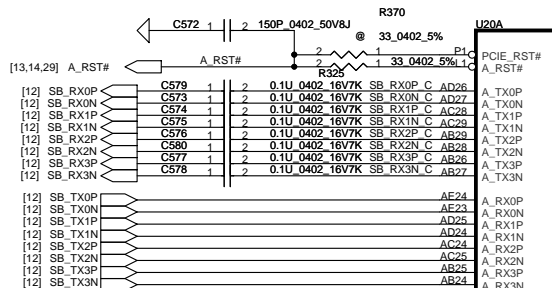 R370
C572 1 2 150P_0402_50V8J @ 33_0402_5% U20A
2 1 P1 PCIE_RST#
[13,14,29] A_RST# A_RST# 2 1 33_0402_5% L1 A_RST#
R325
[12] SB_RX0P C579 1 2 0.1U_0402_16V7K SB_RX0P_C AD26 A_TX0P
[12] SB_RX0N C573 1 2 0.1U_0402_16V7K SB_RX0N_C AD27 A_TX0N
[12] SB_RX1P C574 1 2 0.1U_0402_16V7K SB_RX1P_C AC28 A_TX1P
[12] SB_RX1N C575 1 2 0.1U_0402_16V7K SB_RX1N_C AC29 A_TX1N
[12] SB_RX2P C576 1 2 0.1U_0402_16V7K SB_RX2P_C AB29 A_TX2P
[12] SB_RX2N C580 1 2 0.1U_0402_16V7K SB_RX2N_C AB28 A_TX2N
[12] SB_RX3P C577 1 2 0.1U_0402_16V7K SB_RX3P_C AB26 A_TX3P
[12] SB_RX3N C578 1 2 0.1U_0402_16V7K SB_RX3N_C AB27 A_TX3N
[12] SB_TX0P AE24 A_RX0P
[12] SB_TX0N AE23 A_RX0N
[12] SB_TX1P AD25 A_RX1P
[12] SB_TX1N AD24 A_RX1N
[12] SB_TX2P AC24 A_RX2P
[12] SB_TX2N AC25 A_RX2N
[12] SB_TX3P AB25 A_RX3P
[12] SB_TX3N AB24 A_RX3N